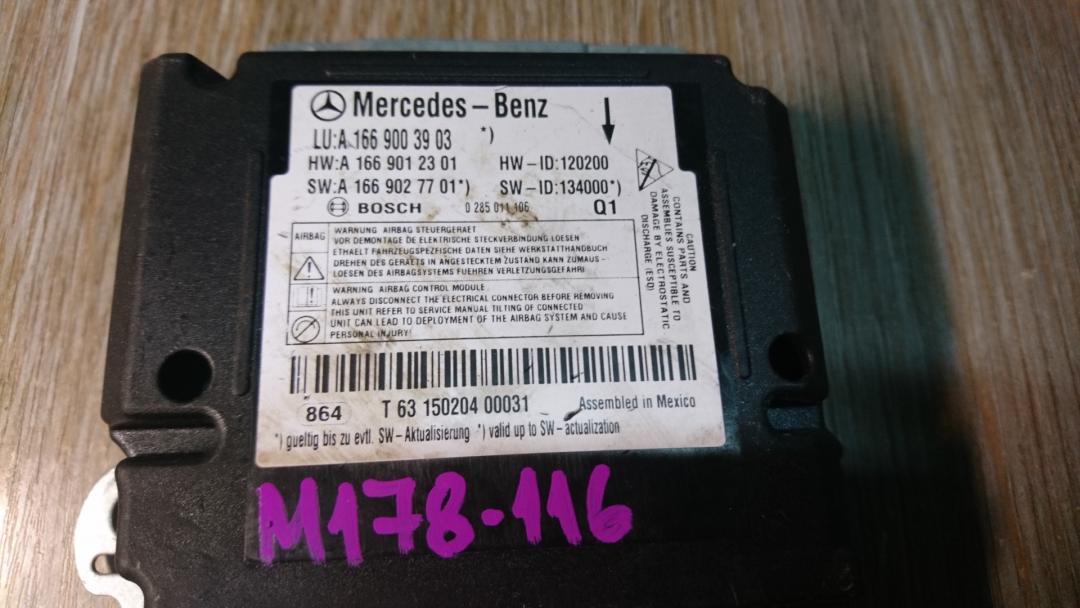 Mercedes-Benz
LU:A 166 900 39 03 *)
HW:A 166 901 23 01 HW-ID:120200
SW:A 166 902 77 01*) SW-ID:134000*)
BOSCH 0 285 011 106 Q1
AIRBAG
WARNUNG AIRBAG STEUERGERAET
VOR DEMONTAGE DE ELEKTRISCHE STECKVERBINDUNG LOESEN
ETHAELT FAHRZEUGSPEZFISCHE DATEN SIEHE WERKSTATTHANDBUCH
DREHEN DES GERAETS IN ANGESTECKTEM ZUSTAND KANN ZUMAUS-
LOESEN DES AIRBAGSYSTEMS FUEHREN VERLETZUNGSGEFAHR!
WARNING AIRBAG CONTROL MODULE
ALWAYS DISCONNECT THE ELECTRICAL CONNECTOR BEFORE REMOVING
THIS UNIT REFER TO SERVICE MANUAL TILTING OF CONNECTED
UNIT CAN LEAD TO DEPLOYMENT OF THE AIRBAG SYSTEM AND CAUSE
PERSONAL INJURY!
CAUTION
CONTAINS PARTS AND
ASSEMBLIES SUSCEPTIBLE TO
DAMAGE BY ELECTROSTATIC
DISCHARGE (ESD)
864 T 63 150204 00031 Assembled in Mexico
*) gueltig bis zu evtl. SW-Aktualisierung *) valid up to SW-actualization
M178-116